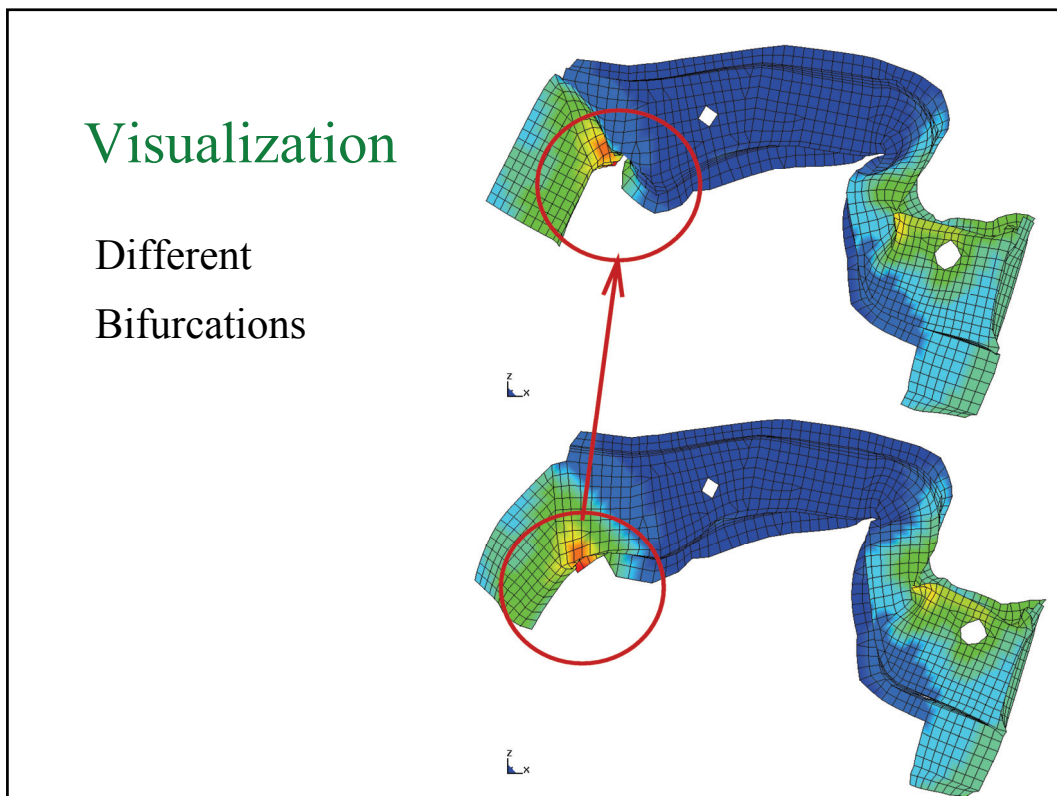 Visualization
Different
Bifurcations
z
x
z
x